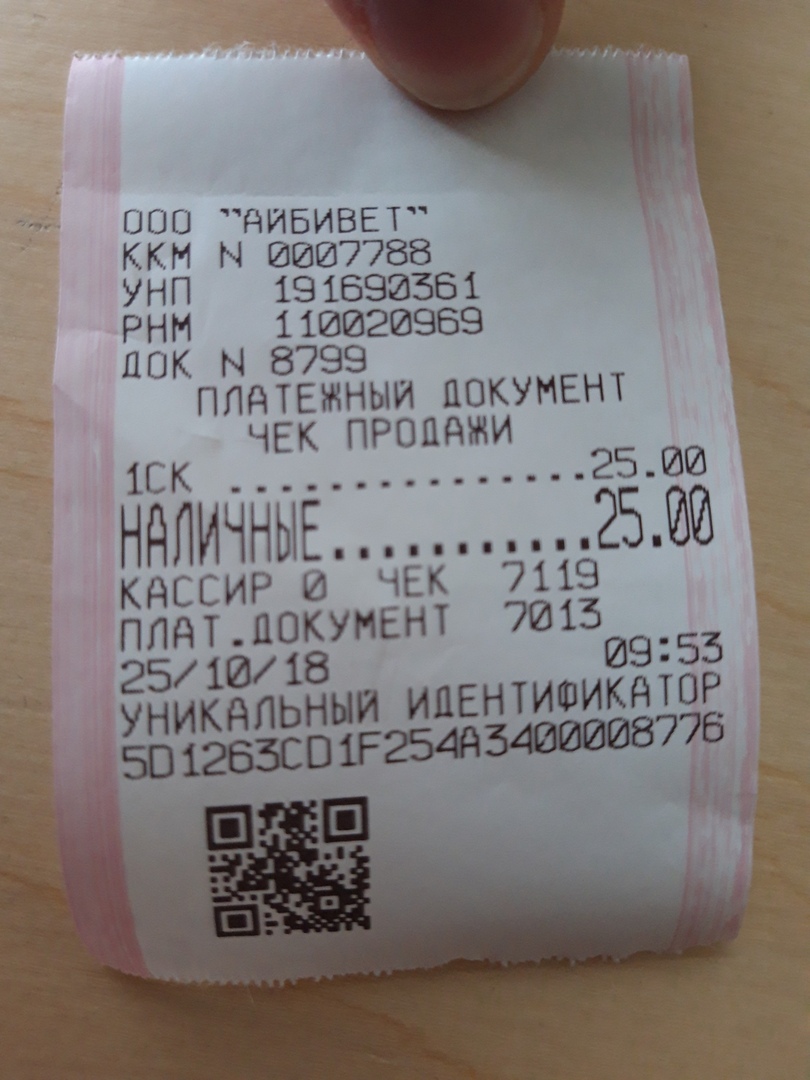 ООО "АЙБИВЕТ"
ККМ N 0007788
УНП 191690361
РНМ 110020969
ДОК N 8799
ПЛАТЕЖНЫЙ ДОКУМЕНТ
ЧЕК ПРОДАЖИ
1СК ...............25.00
НАЛИЧНЫЕ...........25.00
КАССИР 0 ЧЕК 7119
ПЛАТ.ДОКУМЕНТ 7013
25/10/18 09:53
УНИКАЛЬНЫЙ ИДЕНТИФИКАТОР
5D1263CD1F254A3400008776